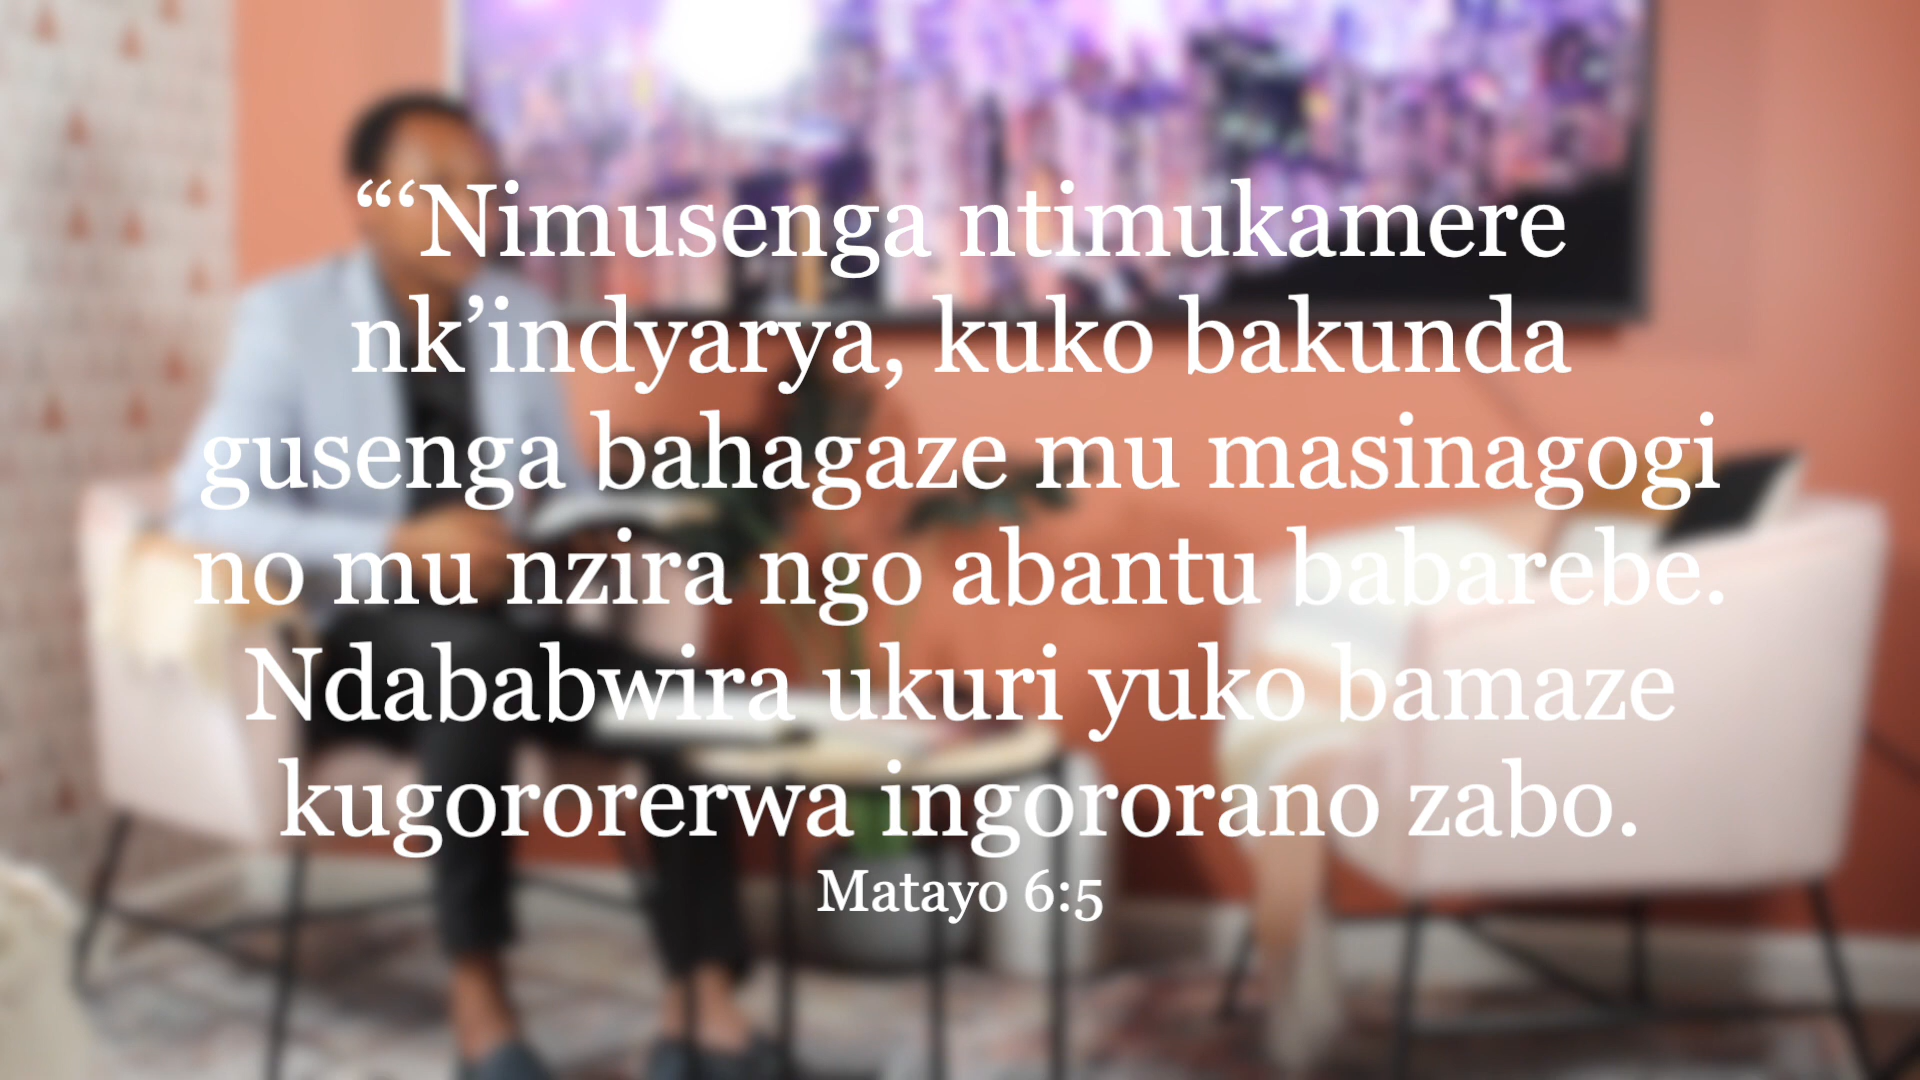 “‘Nimusenga ntimukamere
nk’indyarya, kuko bakunda
gusenga bahagaze mu masinagogi
no mu nzira ngo abantu babarebe.
Ndababwira ukuri yuko bamaze
kugororerwa ingororano zabo.
Matayo 6:5